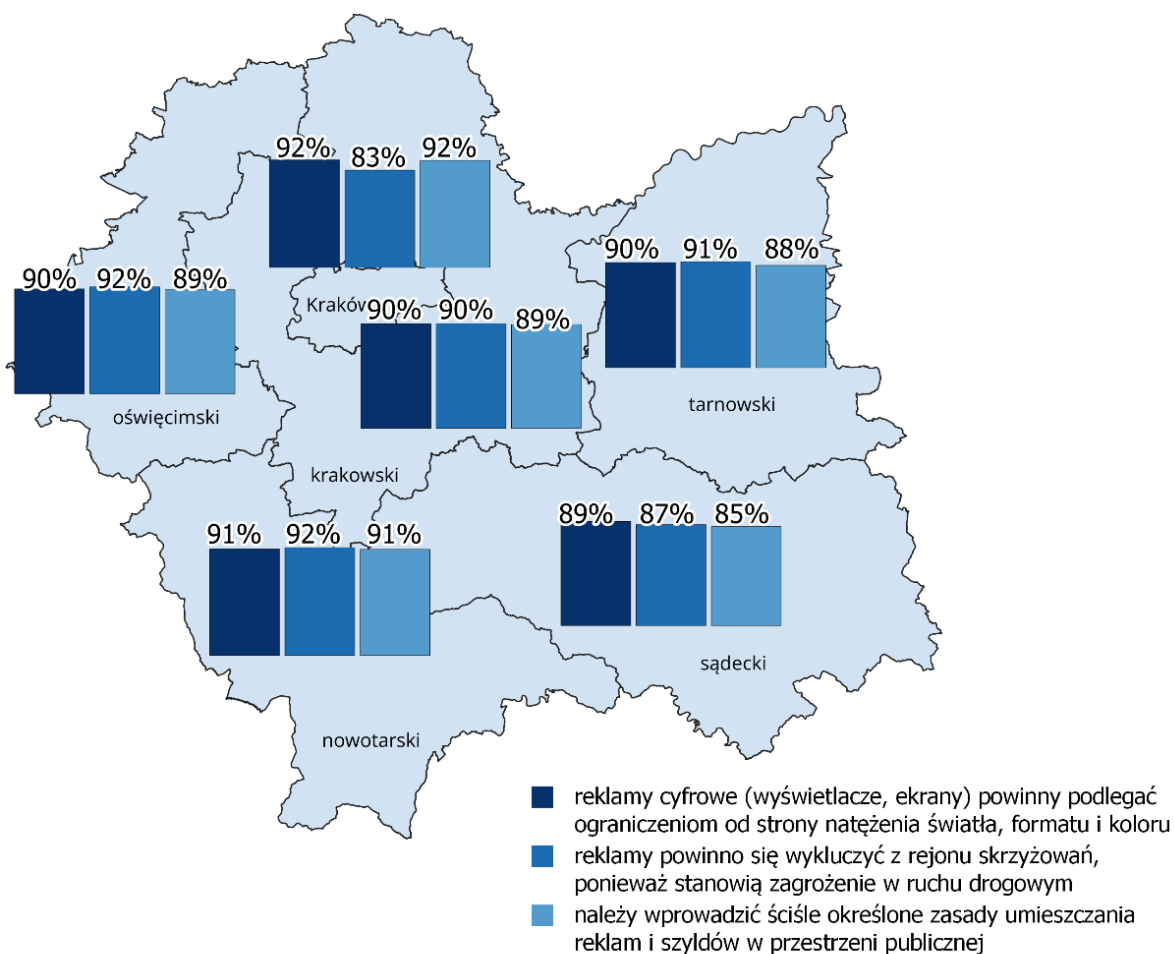 92% 83% 92%
90% 91% 88%
90% 92% 89%
Kraków
90% 90% 89%
tarnowski
oświęcimski
krakowski
91% 92% 91%
89% 87% 85%
sądecki
nowotarski
reklamy cyfrowe (wyświetlacze, ekrany) powinny podlegać
ograniczeniom od strony natężenia światła, formatu i koloru
reklamy powinno się wykluczyć z rejonu skrzyżowań,
ponieważ stanowią zagrożenie w ruchu drogowym
należy wprowadzić ściśle określone zasady umieszczania
reklam i szyldów w przestrzeni publicznej